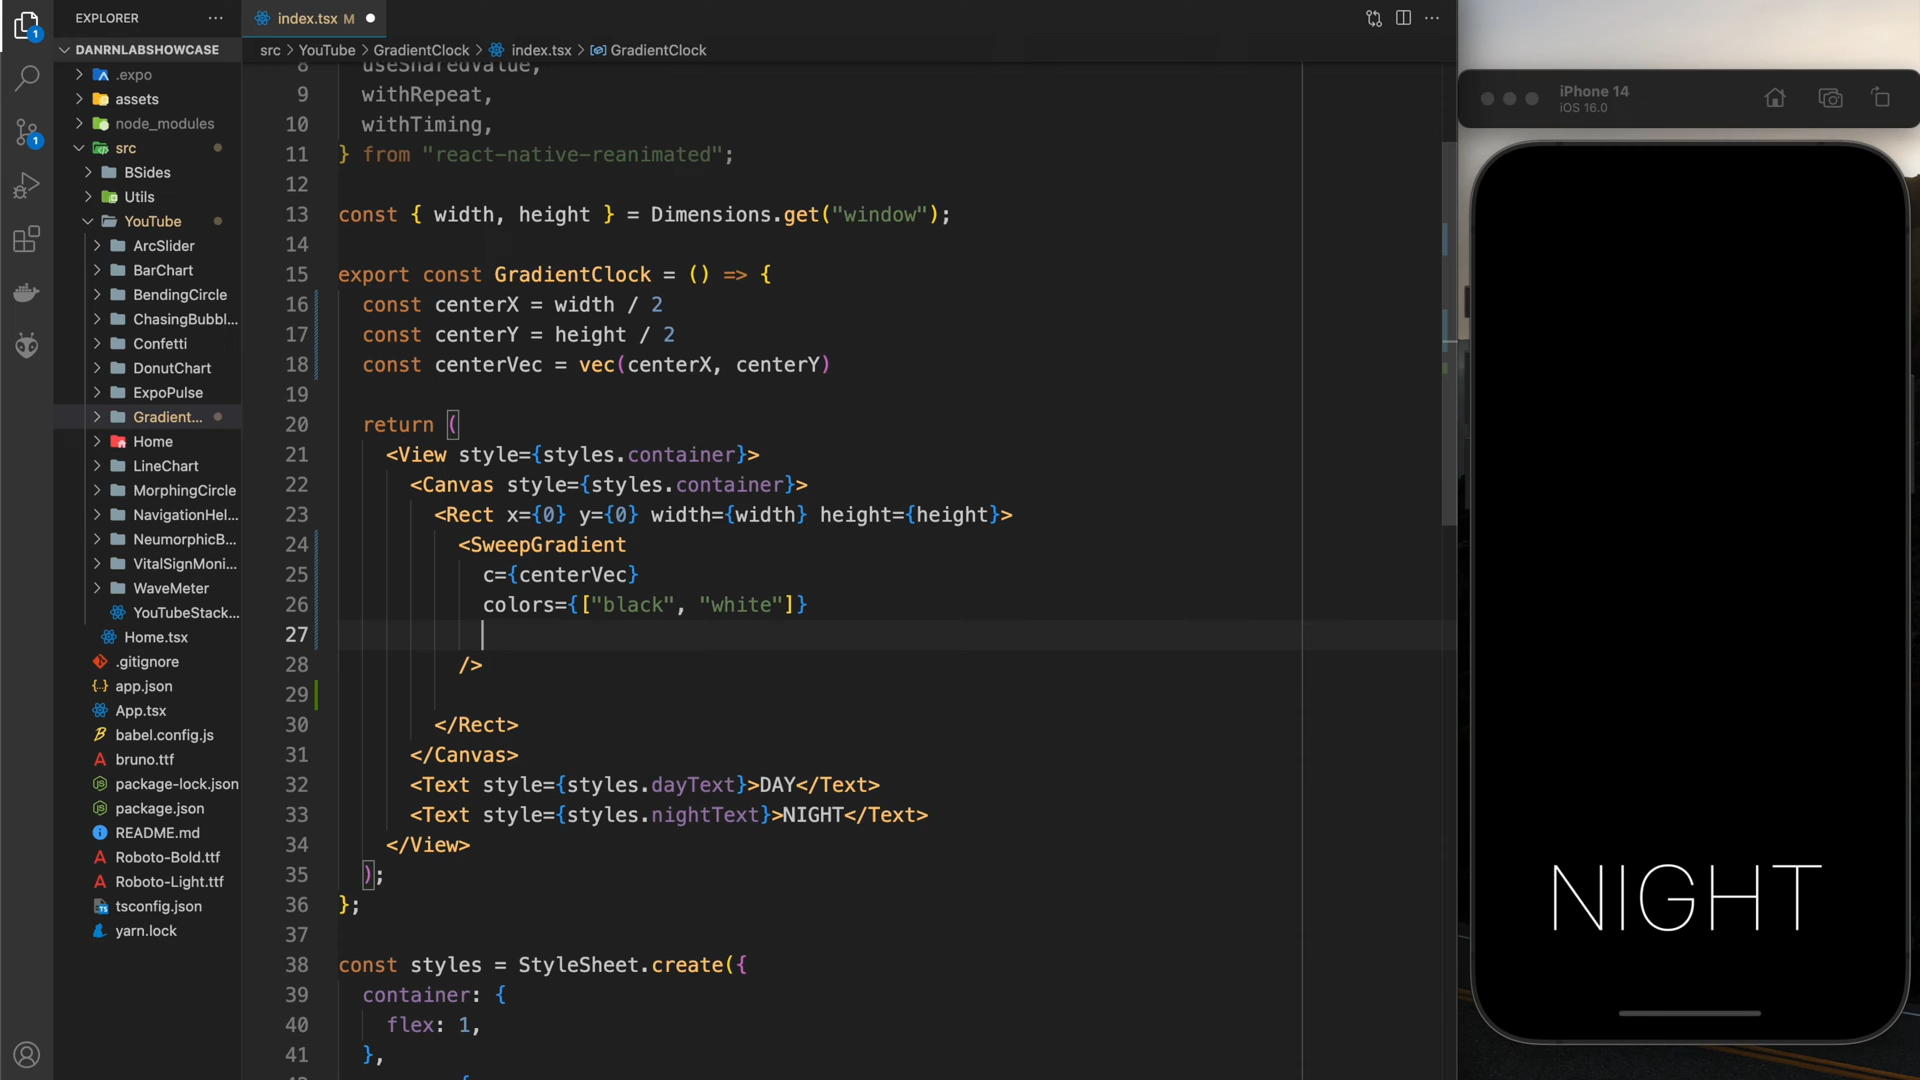 EXPLORER
index.tsx M
DANRNLABSHOWCASE
src > YouTube > GradientClock > index.tsx > GradientClock
.expo
assets
node_modules
src
BSides
Utils
YouTube
ArcSlider
BarChart
BendingCircle
ChasingBubbl...
Confetti
DonutChart
ExpoPulse
Gradient...
Home
LineChart
MorphingCircle
NavigationHel...
NeumorphicB...
VitalSignMoni...
WaveMeter
YouTubeStack...
Home.tsx
.gitignore
app.json
App.tsx
babel.config.js
bruno.ttf
package-lock.json
package.json
README.md
Roboto-Bold.ttf
Roboto-Light.ttf
tsconfig.json
yarn.lock
1
1
8 useSharedValue,
9 withRepeat,
10 withTiming,
11 } from "react-native-reanimated";
12
13 const { width, height } = Dimensions.get("window");
14
15 export const GradientClock = () => {
16 const centerX = width / 2
17 const centerY = height / 2
18 const centerVec = vec(centerX, centerY)
19
20 return (
21 <View style={styles.container}>
22 <Canvas style={styles.container}>
23 <Rect x={0} y={0} width={width} height={height}>
24 <SweepGradient
25 c={centerVec}
26 colors={["black", "white"]}
27
28 />
29
30 </Rect>
31 </Canvas>
32 <Text style={styles.dayText}>DAY</Text>
33 <Text style={styles.nightText}>NIGHT</Text>
34 </View>
35 );
36 };
37
38 const styles = StyleSheet.create({
39 container: {
40 flex: 1,
41 },
iPhone 14
iOS 16.0
NIGHT